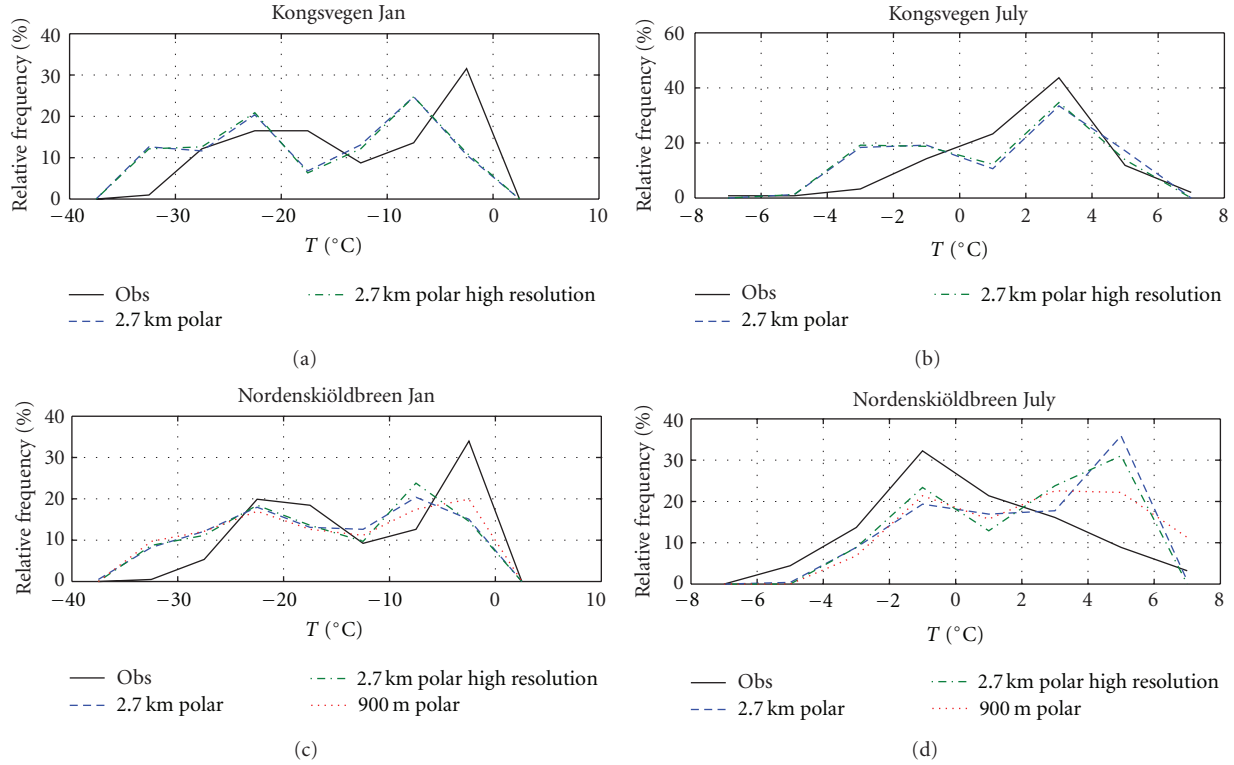 Kongsvegen Jan
Relative frequency (%)
40
30
20
10
0
−40 −30 −20 −10 0 10
T (°C)
Obs
2.7 km polar
2.7 km polar high resolution
(a)
Kongsvegen July
Relative frequency (%)
60
40
20
0
−8 −6 −4 −2 0 2 4 6 8
T (°C)
Obs
2.7 km polar
2.7 km polar high resolution
(b)
Nordenskiöldbreen Jan
Relative frequency (%)
40
30
20
10
0
−40 −30 −20 −10 0 10
T (°C)
Obs
2.7 km polar
2.7 km polar high resolution
900 m polar
(c)
Nordenskiöldbreen July
Relative frequency (%)
40
30
20
10
0
−8 −6 −4 −2 0 2 4 6 8
T (°C)
Obs
2.7 km polar
2.7 km polar high resolution
900 m polar
(d)